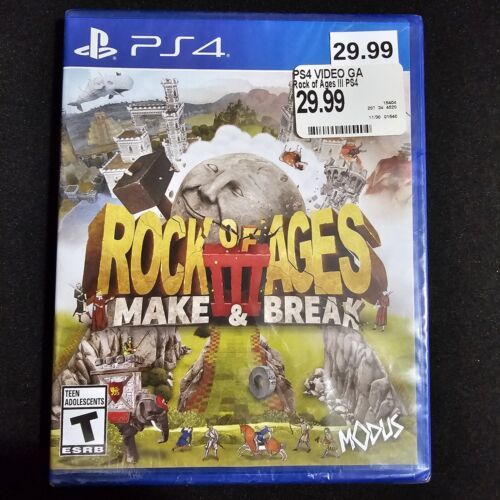 PS4
29.99
PS4 VIDEO GA
Rock of Ages III PS4
29.99
ROCK OF AGES
III
MAKE & BREAK
TEEN
ADOLESCENTS
T
ESRB
MODUS